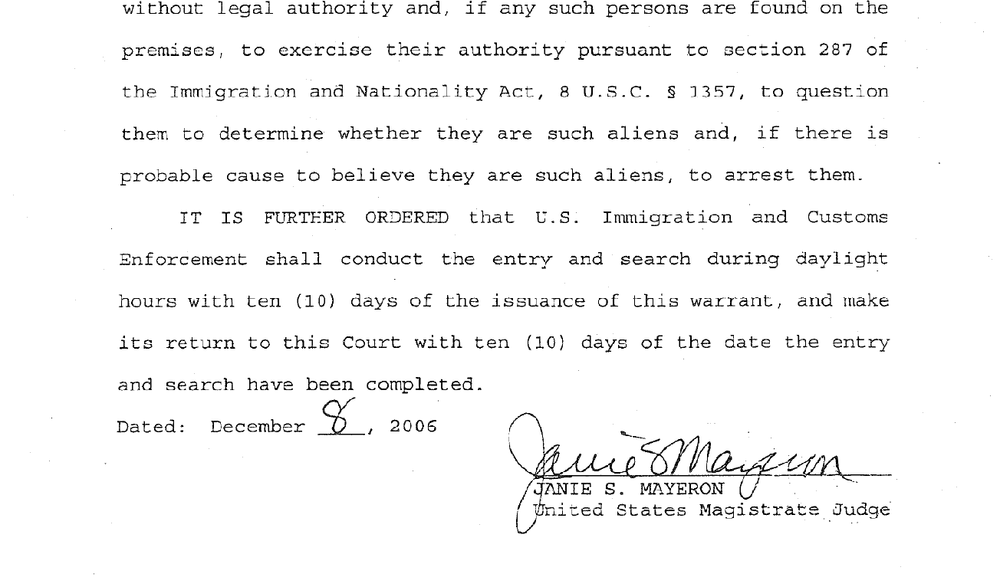 without legal authority and, if any such persons are found on the
premises, to exercise their authority pursuant to section 287 of
the Immigration and Nationality Act, 8 U.S.C. § 1357, to question
them to determine whether they are such aliens and, if there is
probable cause to believe they are such aliens, to arrest them.
IT IS FURTHER ORDERED that U.S. Immigration and Customs
Enforcement shall conduct the entry and search during daylight
hours with ten (10) days of the issuance of this warrant, and make
its return to this Court with ten (10) days of the date the entry
and search have been completed.
Dated: December 8, 2006
Janie S Mayeron
JANIE S. MAYERON
United States Magistrate Judge